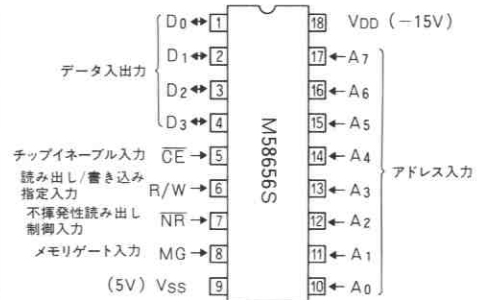 D0 1
D1 2
データ入出力
D2 3
D3 4
チップイネーブル入力 CE 5
読み出し/書き込み
指定入力 R/W 6
不揮発性読み出し
制御入力 NR 7
メモリゲート入力 MG 8
(5V) VSS 9
M58656S
18 VDD (-15V)
17 A7
16 A6
15 A5
14 A4
アドレス入力
13 A3
12 A2
11 A1
10 A0